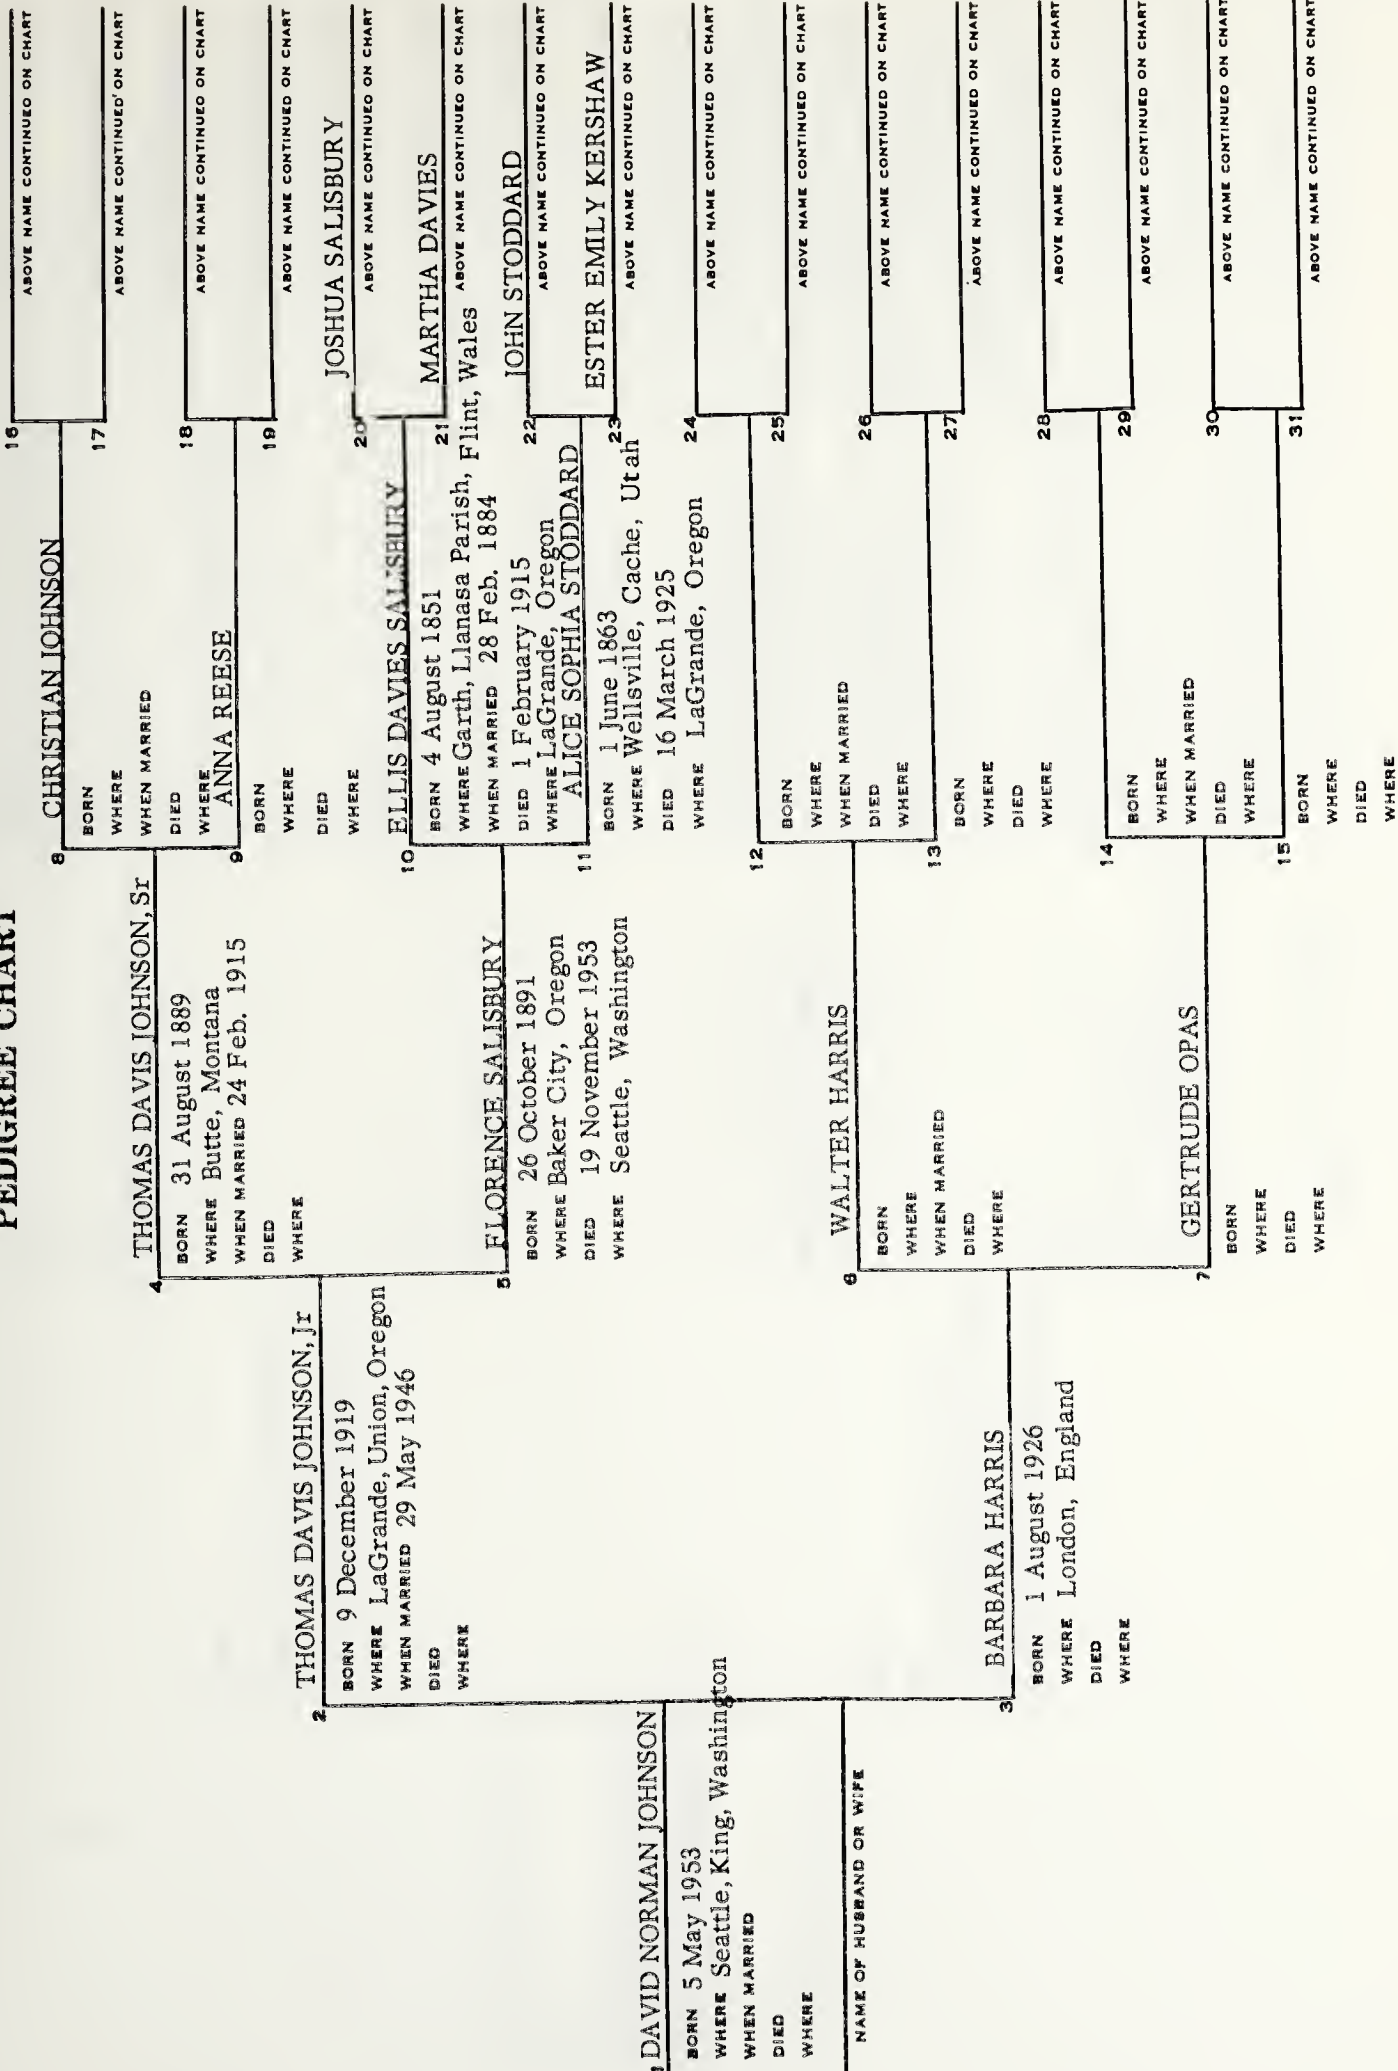 PEDIGREE CHART
DAVID NORMAN JOHNSON
BORN 5 May 1953
WHERE Seattle, King, Washington
WHEN MARRIED
DIED
WHERE
NAME OF HUSBAND OR WIFE
2
THOMAS DAVIS JOHNSON, Jr
BORN 9 December 1919
WHERE LaGrande, Union, Oregon
WHEN MARRIED 29 May 1946
DIED
WHERE
3
BARBARA HARRIS
BORN 1 August 1926
WHERE London, England
DIED
WHERE
4
THOMAS DAVIS JOHNSON, Sr
BORN 31 August 1889
WHERE Butte, Montana
WHEN MARRIED 24 Feb. 1915
DIED
WHERE
5
FLORENCE SALISBURY
BORN 26 October 1891
WHERE Baker City, Oregon
DIED 19 November 1953
WHERE Seattle, Washington
6
WALTER HARRIS
BORN
WHERE
WHEN MARRIED
DIED
WHERE
7
GERTRUDE OPAS
BORN
WHERE
DIED
WHERE
8
CHRISTIAN JOHNSON
BORN
WHERE
WHEN MARRIED
DIED
WHERE
9
ANNA REESE
BORN
WHERE
DIED
WHERE
10
ELLIS DAVIES SALISBURY
BORN 4 August 1851
WHERE Garth, Llanasa Parish, Flint, Wales
WHEN MARRIED 28 Feb. 1884
DIED 1 February 1915
WHERE LaGrande, Oregon
11
ALICE SOPHIA STODDARD
BORN 1 June 1863
WHERE Wellsville, Cache, Utah
DIED 16 March 1925
WHERE LaGrande, Oregon
12
BORN
WHERE
WHEN MARRIED
DIED
WHERE
13
BORN
WHERE
DIED
WHERE
14
BORN
WHERE
WHEN MARRIED
DIED
WHERE
15
BORN
WHERE
DIED
WHERE
16
ABOVE NAME CONTINUED ON CHART
17
ABOVE NAME CONTINUED ON CHART
18
ABOVE NAME CONTINUED ON CHART
19
ABOVE NAME CONTINUED ON CHART
20
JOSHUA SALISBURY
ABOVE NAME CONTINUED ON CHART
21
MARTHA DAVIES
ABOVE NAME CONTINUED ON CHART
22
JOHN STODDARD
ABOVE NAME CONTINUED ON CHART
23
ESTER EMILY KERSHAW
ABOVE NAME CONTINUED ON CHART
24
ABOVE NAME CONTINUED ON CHART
25
ABOVE NAME CONTINUED ON CHART
26
ABOVE NAME CONTINUED ON CHART
27
ABOVE NAME CONTINUED ON CHART
28
ABOVE NAME CONTINUED ON CHART
29
ABOVE NAME CONTINUED ON CHART
30
ABOVE NAME CONTINUED ON CHART
31
ABOVE NAME CONTINUED ON CHART